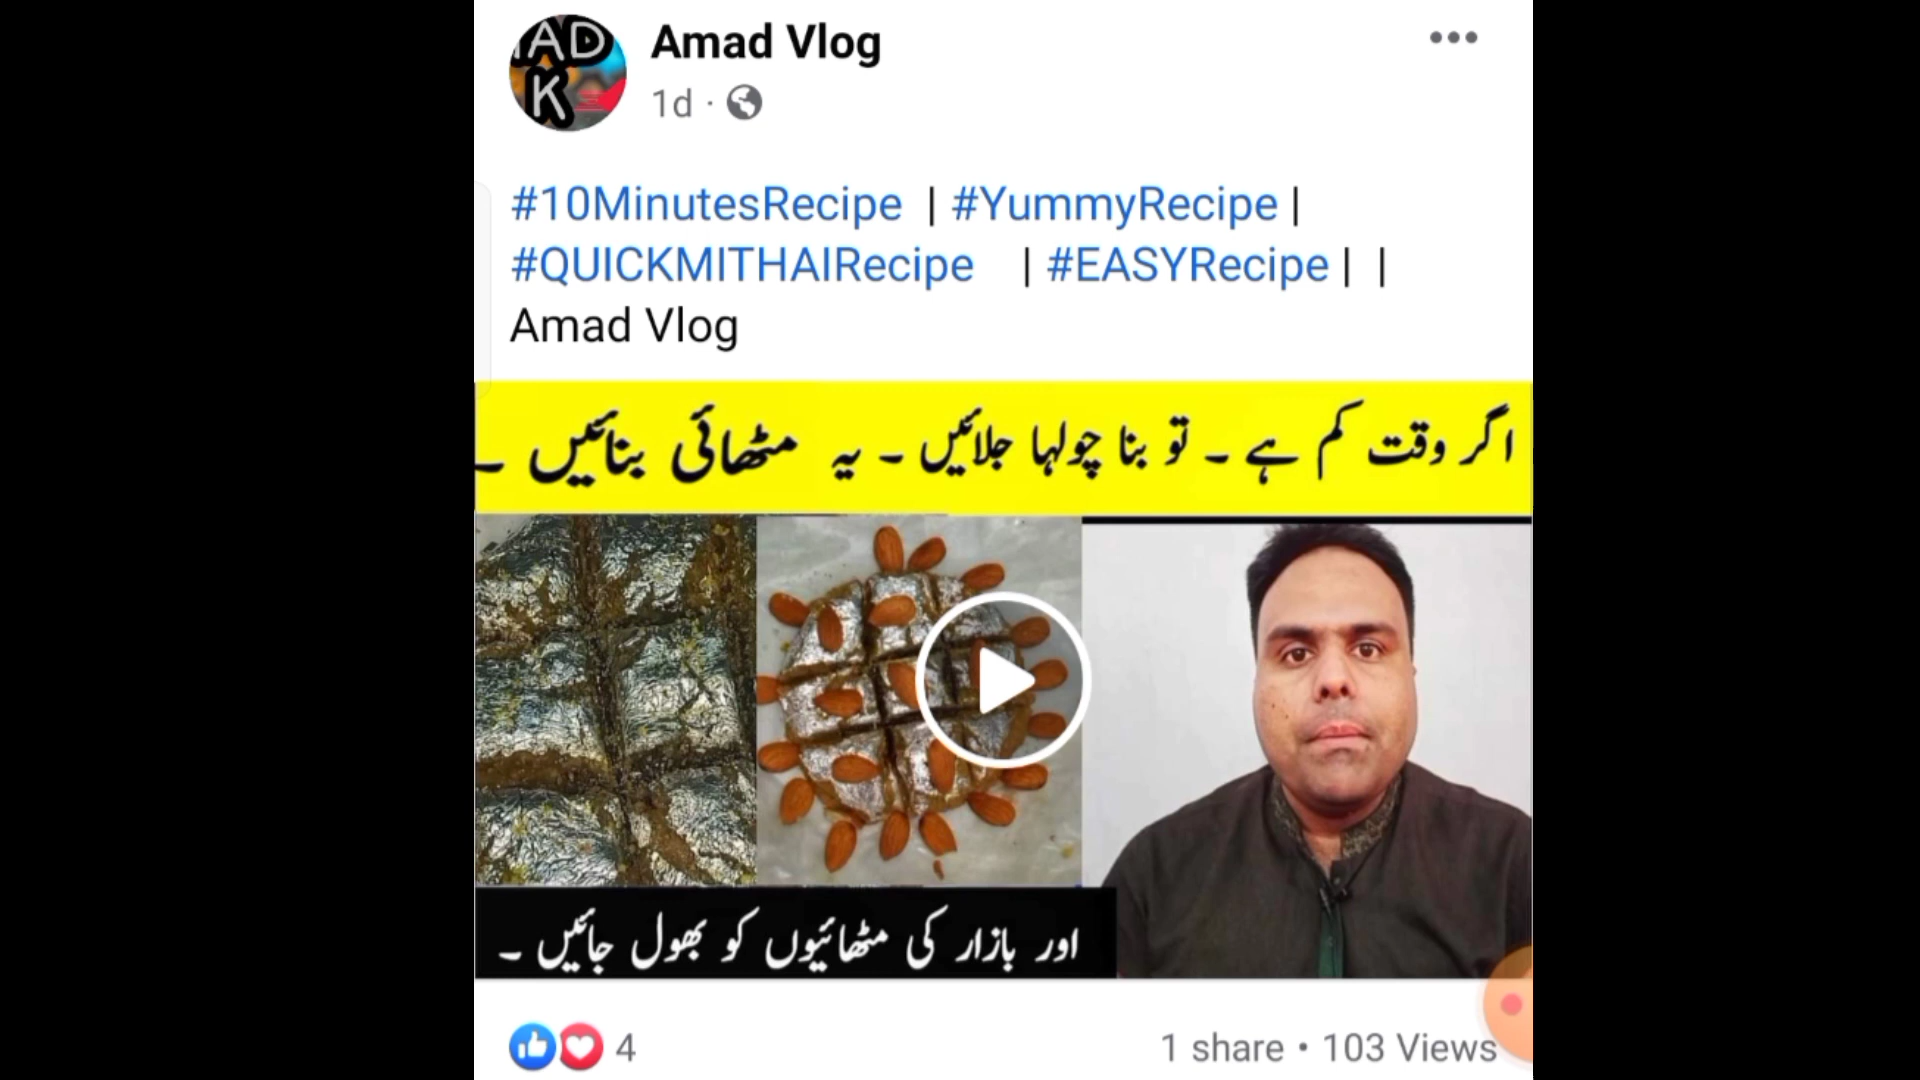 AD
K
Amad Vlog
1d ·
#10MinutesRecipe | #YummyRecipe |
#QUICKMITHAIRecipe | #EASYRecipe | |
Amad Vlog
اگر وقت کم ہے ۔ تو بنا چولہا جلائیں ۔ یہ مٹھائی بنائیں ۔
اور بازار کی مٹھائیوں کو بھول جائیں ۔
4
1 share • 103 Views